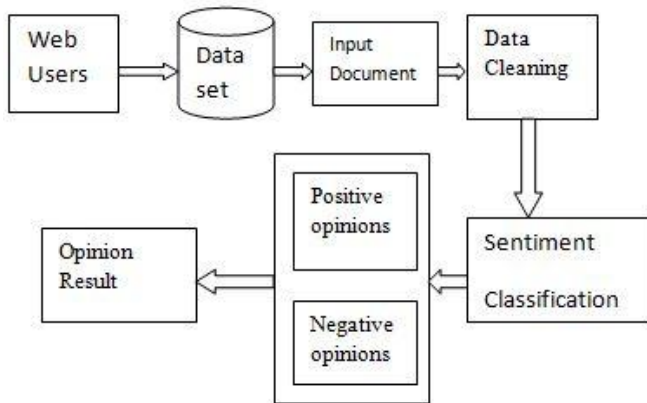 Web
Users
Data
set
Input
Document
Data
Cleaning
Sentiment
Classification
Positive
opinions
Negative
opinions
Opinion
Result